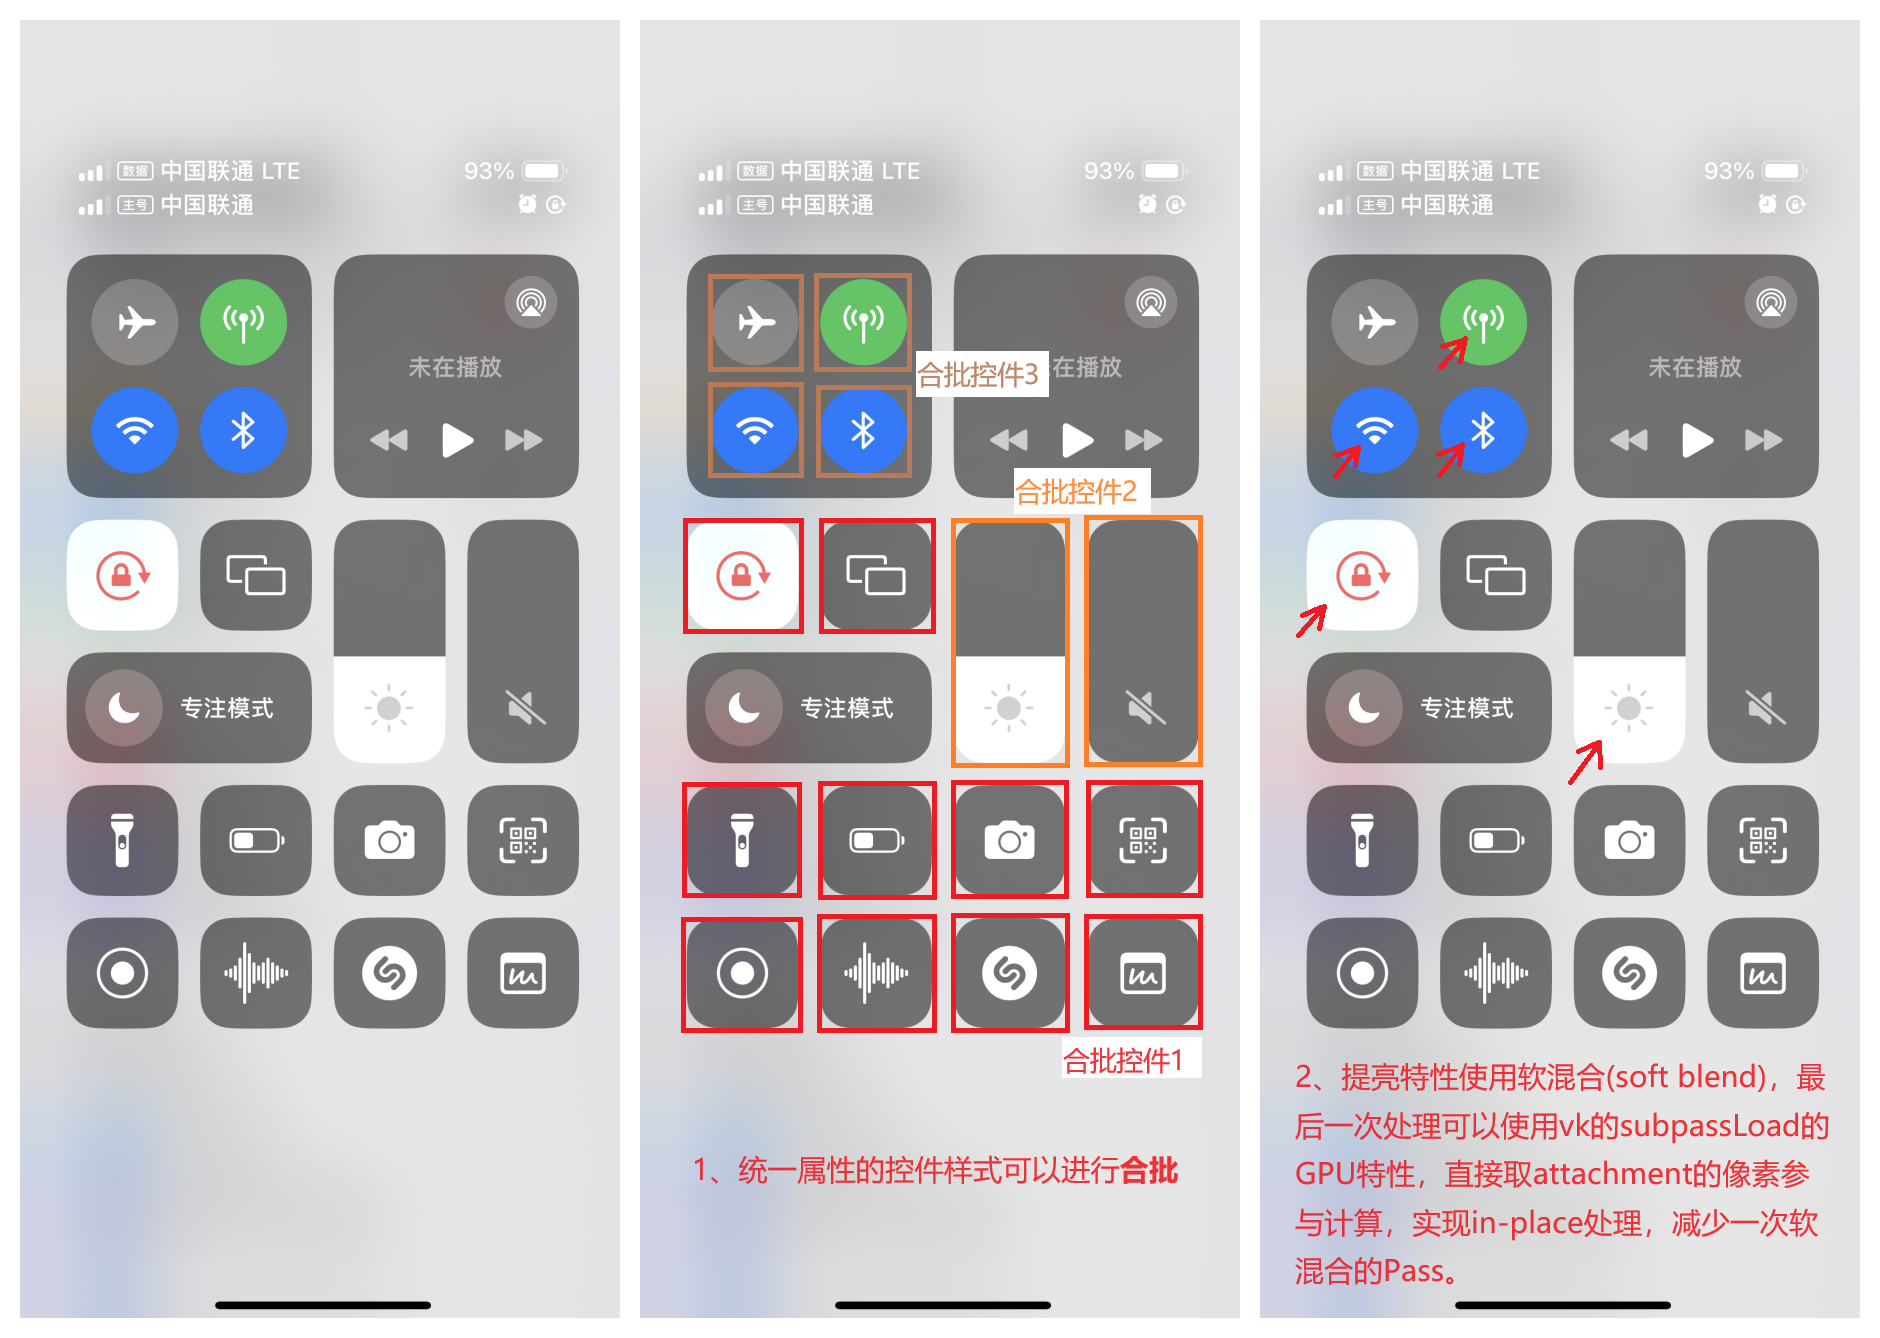 数据 中国联通 LTE 93%
主号 中国联通
未在播放
专注模式
数据 中国联通 LTE 93%
主号 中国联通
合批控件3
在播放
合批控件2
专注模式
合批控件1
1、统一属性的控件样式可以进行合批
数据 中国联通 LTE 93%
主号 中国联通
未在播放
专注模式
2、提亮特性使用软混合(soft blend)，最
后一次处理可以使用vk的subpassLoad的
GPU特性，直接取attachment的像素参
与计算，实现in-place处理，减少一次软
混合的Pass。